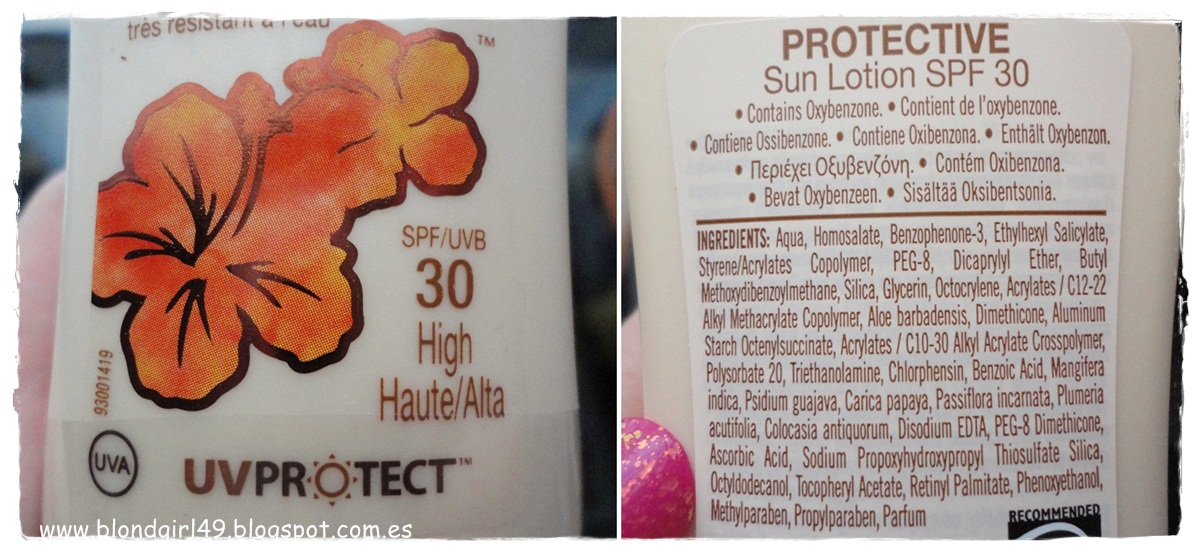 très résistant à l'eau
TM
SPF/UVB
30
High
Haute/Alta
93001419
UVA
UVPROTECT™
www.blondgirl49.blogspot.com.es
PROTECTIVE
Sun Lotion SPF 30
• Contains Oxybenzone. • Contient de l'oxybenzone.
• Contiene Ossibenzone. • Contiene Oxibenzona. • Enthält Oxybenzon.
• Περιέχει Οξυβενζόνη. • Contém Oxibenzona.
• Bevat Oxybenzeen. • Sisältää Oksibentsonia.
INGREDIENTS: Aqua, Homosalate, Benzophenone-3, Ethylhexyl Salicylate,
Styrene/Acrylates Copolymer, PEG-8, Dicaprylyl Ether, Butyl
Methoxydibenzoylmethane, Silica, Glycerin, Octocrylene, Acrylates / C12-22
Alkyl Methacrylate Copolymer, Aloe barbadensis, Dimethicone, Aluminum
Starch Octenylsuccinate, Acrylates / C10-30 Alkyl Acrylate Crosspolymer,
Polysorbate 20, Triethanolamine, Chlorphensin, Benzoic Acid, Mangifera
indica, Psidium guajava, Carica papaya, Passiflora incarnata, Plumeria
acutifolia, Colocasia antiquorum, Disodium EDTA, PEG-8 Dimethicone,
Ascorbic Acid, Sodium Propoxyhydroxypropyl Thiosulfate Silica,
Octyldodecanol, Tocopheryl Acetate, Retinyl Palmitate, Phenoxyethanol,
Methylparaben, Propylparaben, Parfum
RECOMMENDED